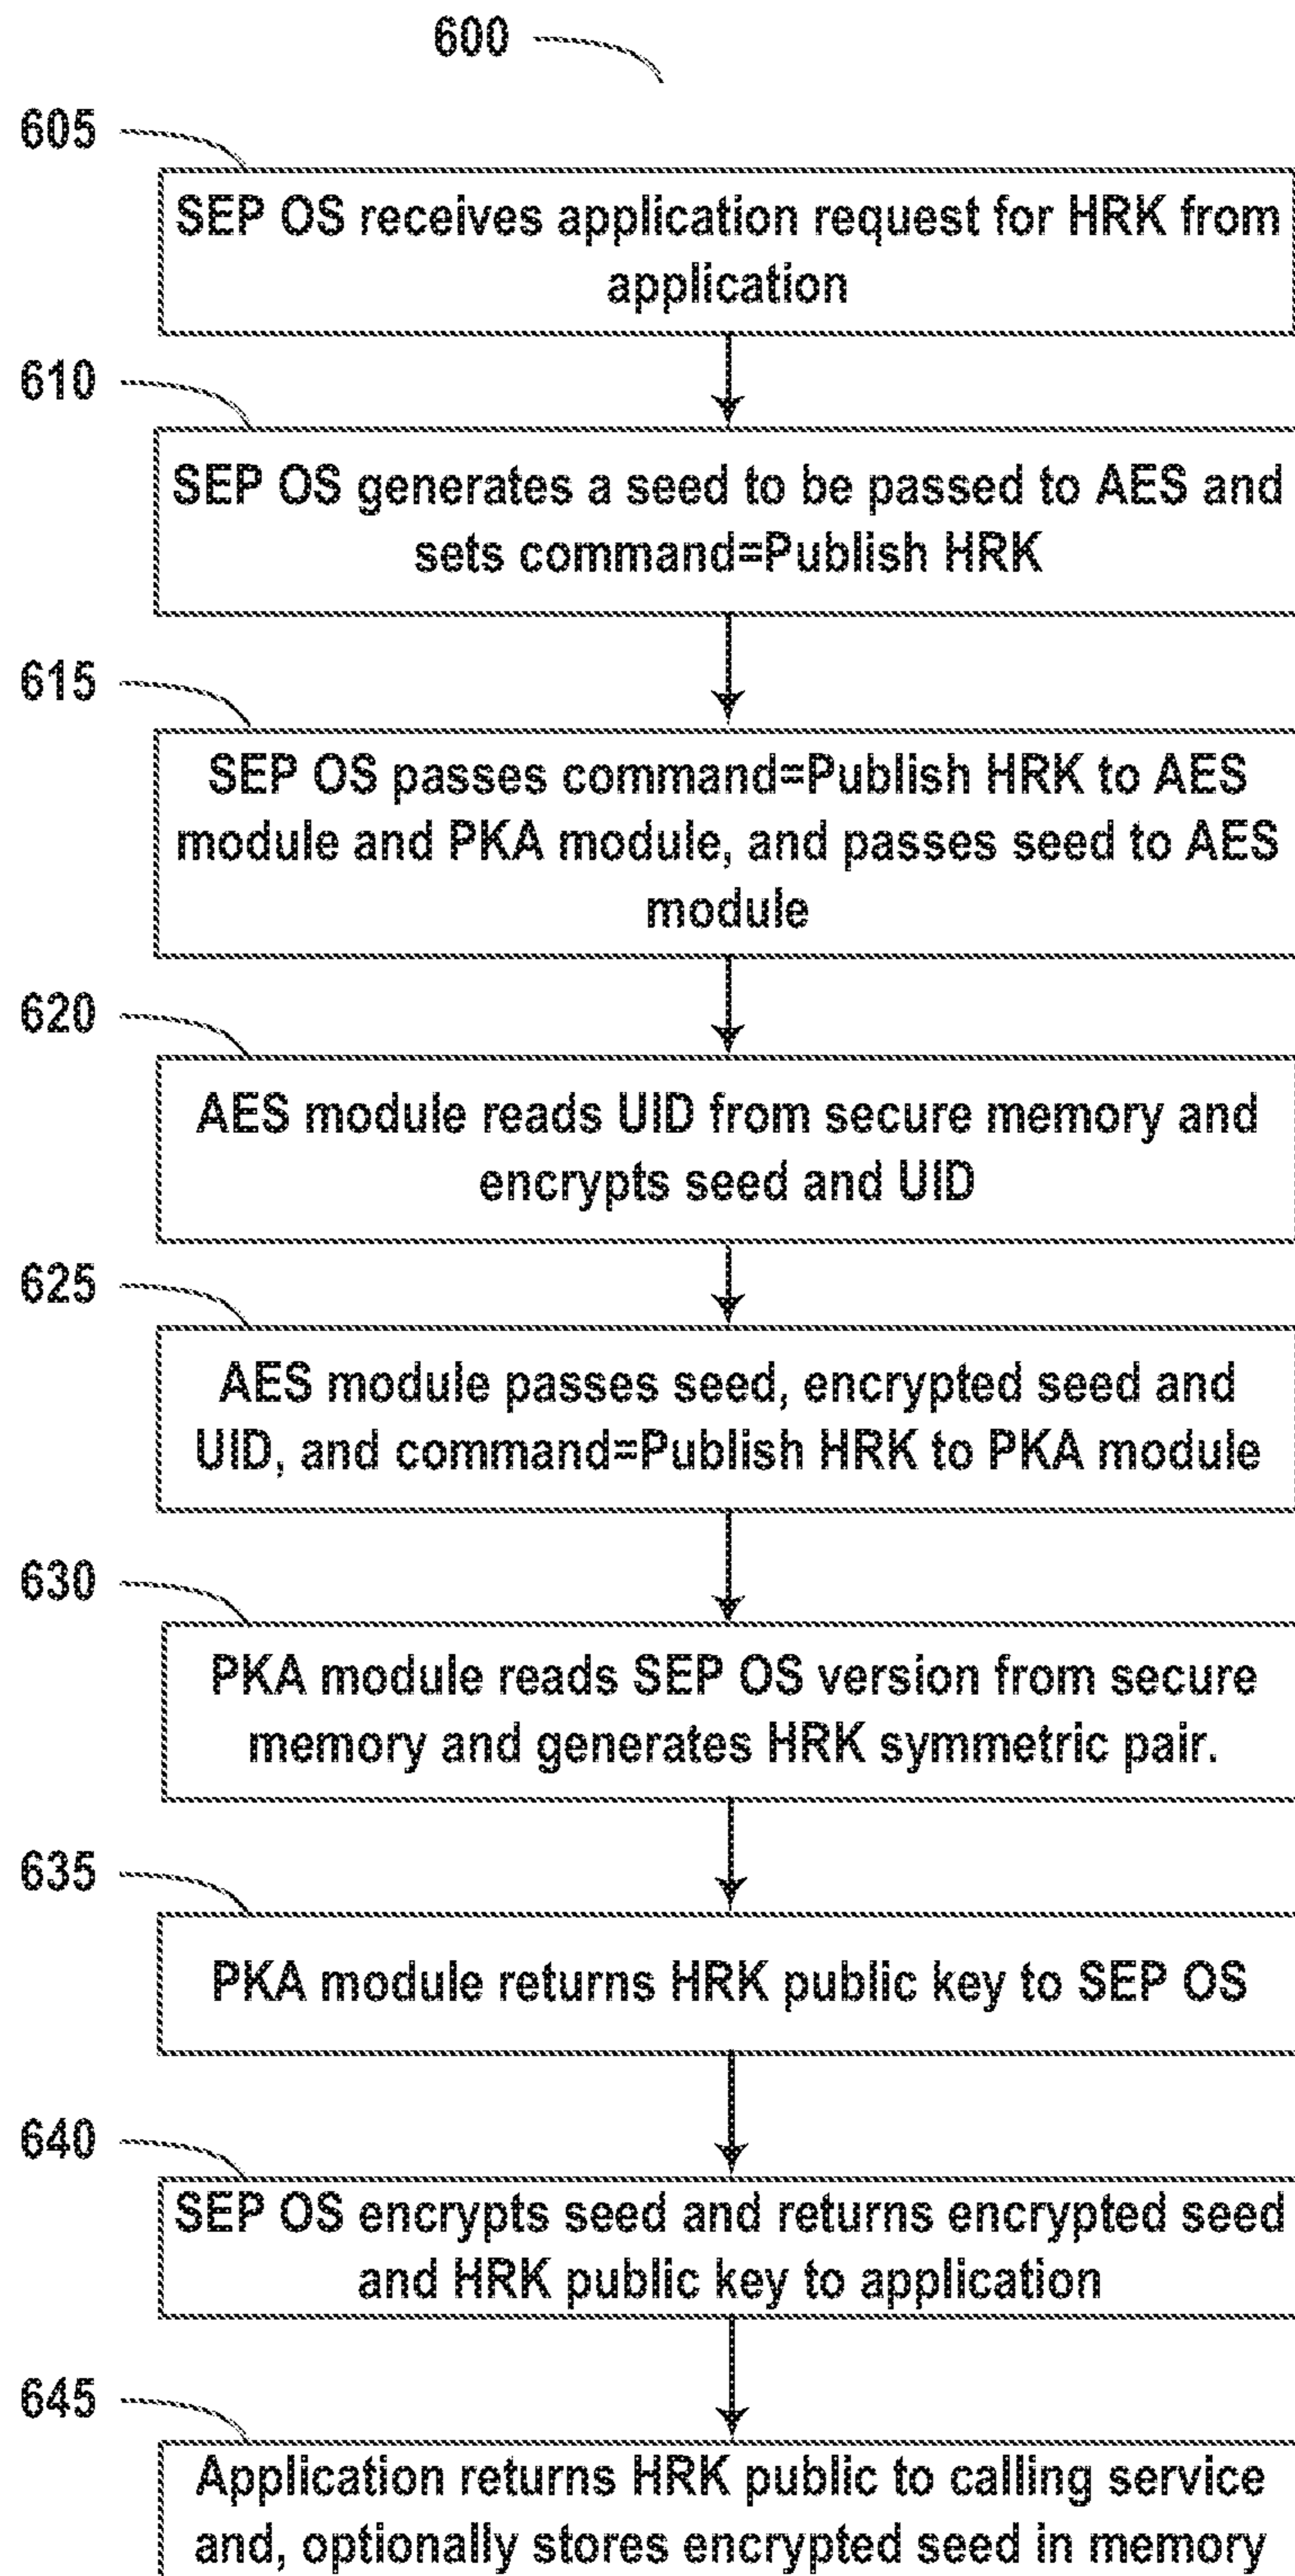 600
605
SEP OS receives application request for HRK from
application
610
SEP OS generates a seed to be passed to AES and
sets command=Publish HRK
615
SEP OS passes command=Publish HRK to AES
module and PKA module, and passes seed to AES
module
620
AES module reads UID from secure memory and
encrypts seed and UID
625
AES module passes seed, encrypted seed and
UID, and command=Publish HRK to PKA module
630
PKA module reads SEP OS version from secure
memory and generates HRK symmetric pair.
635
PKA module returns HRK public key to SEP OS
640
SEP OS encrypts seed and returns encrypted seed
and HRK public key to application
645
Application returns HRK public to calling service
and, optionally stores encrypted seed in memory